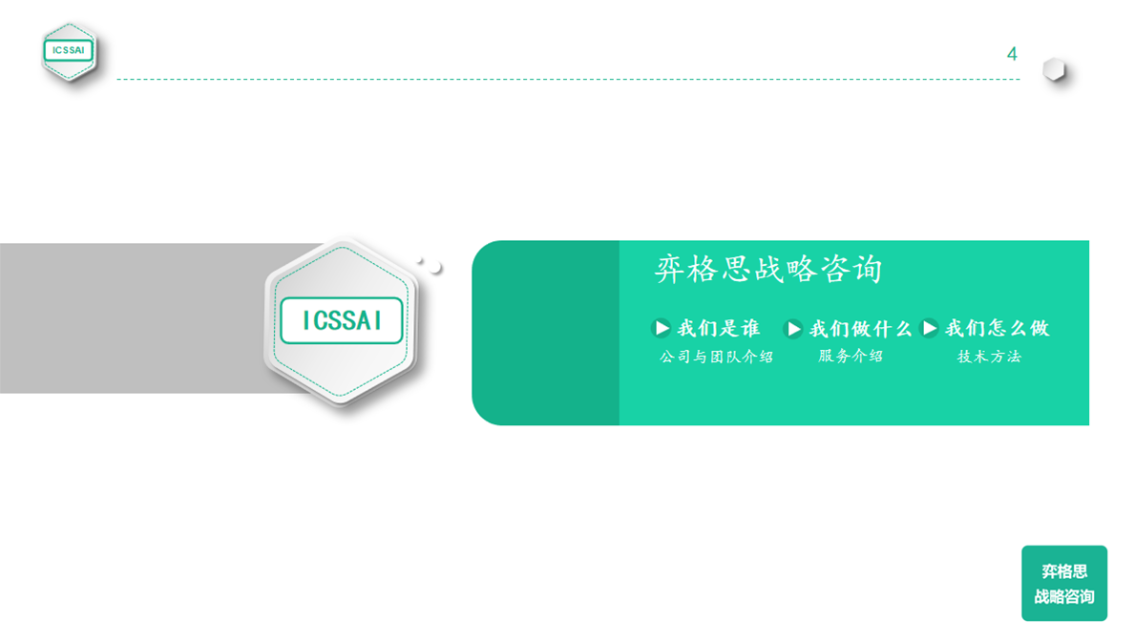 ICSSAI
4
ICSSAI
弈格思战略咨询
我们是谁 我们做什么 我们怎么做
公司与团队介绍 服务介绍 技术方法
弈格思
战略咨询